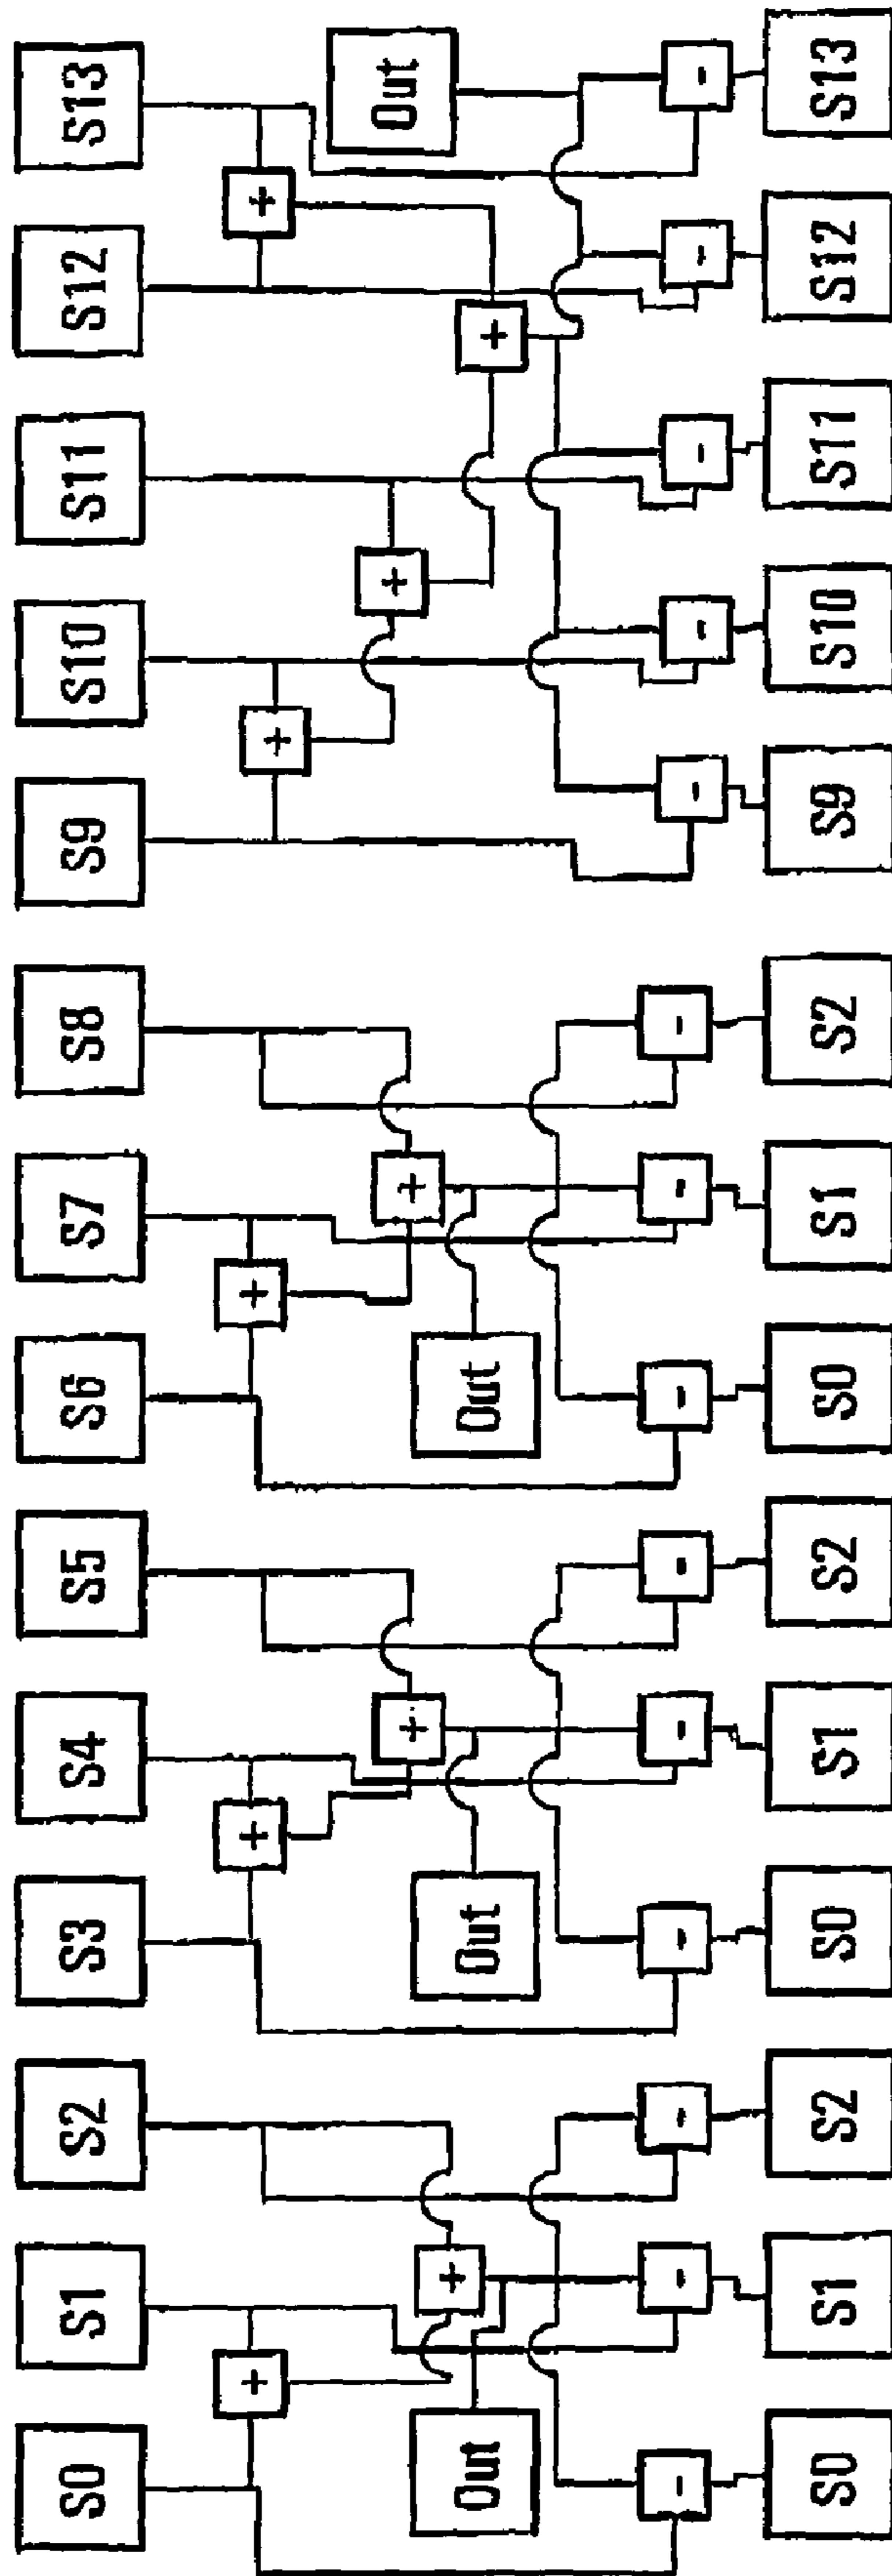 S0 S1 S2 S3 S4 S5 S6 S7 S8 S9 S10 S11 S12 S13
+ + + +
Out
+ +
+ + +
+
Out Out Out
- - - - - - - - - - - - - -
S0 S1 S2 S0 S1 S2 S0 S1 S2 S9 S10 S11 S12 S13